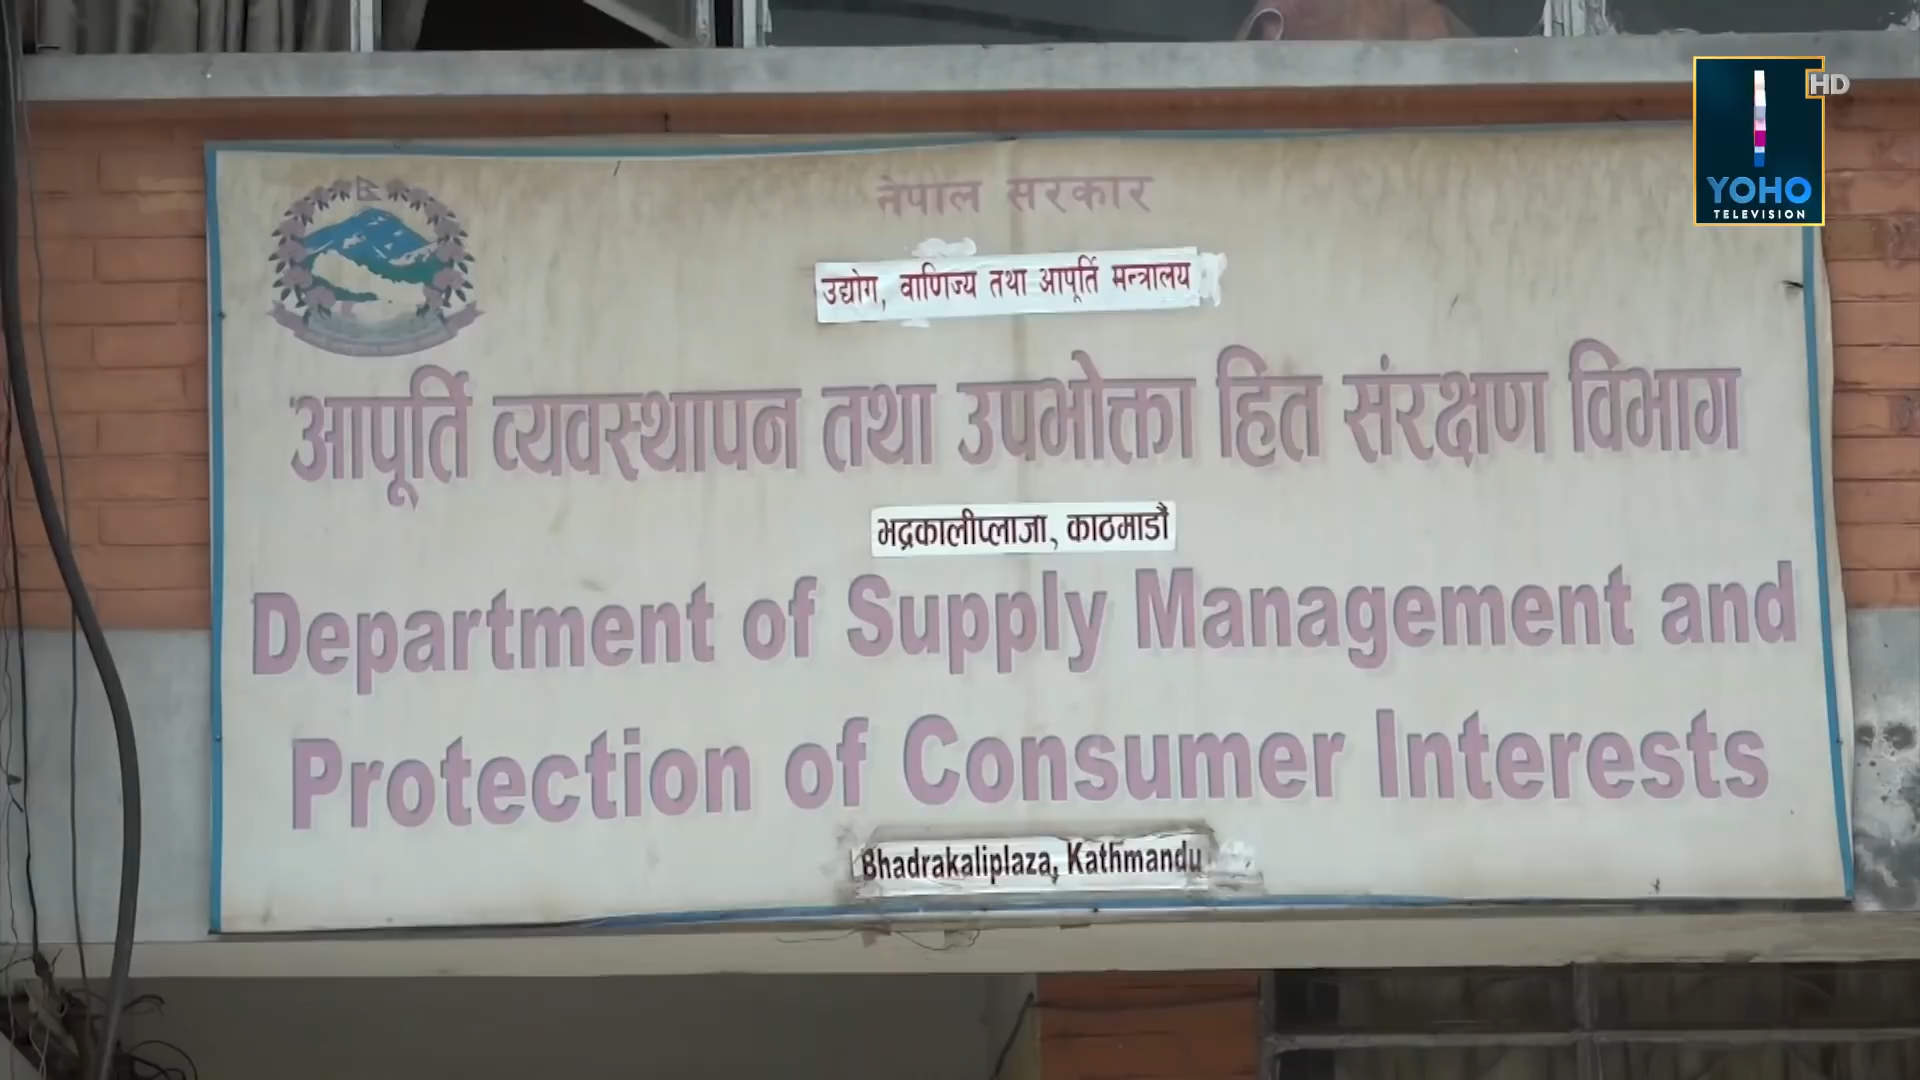 HD
YOHO
TELEVISION
नेपाल सरकार
उद्योग, वाणिज्य तथा आपूर्ति मन्त्रालय
आपूर्ति व्यवस्थापन तथा उपभोक्ता हित संरक्षण विभाग
भद्रकालीप्लाजा, काठमाडौं
Department of Supply Management and
Protection of Consumer Interests
Bhadrakaliplaza, Kathmandu